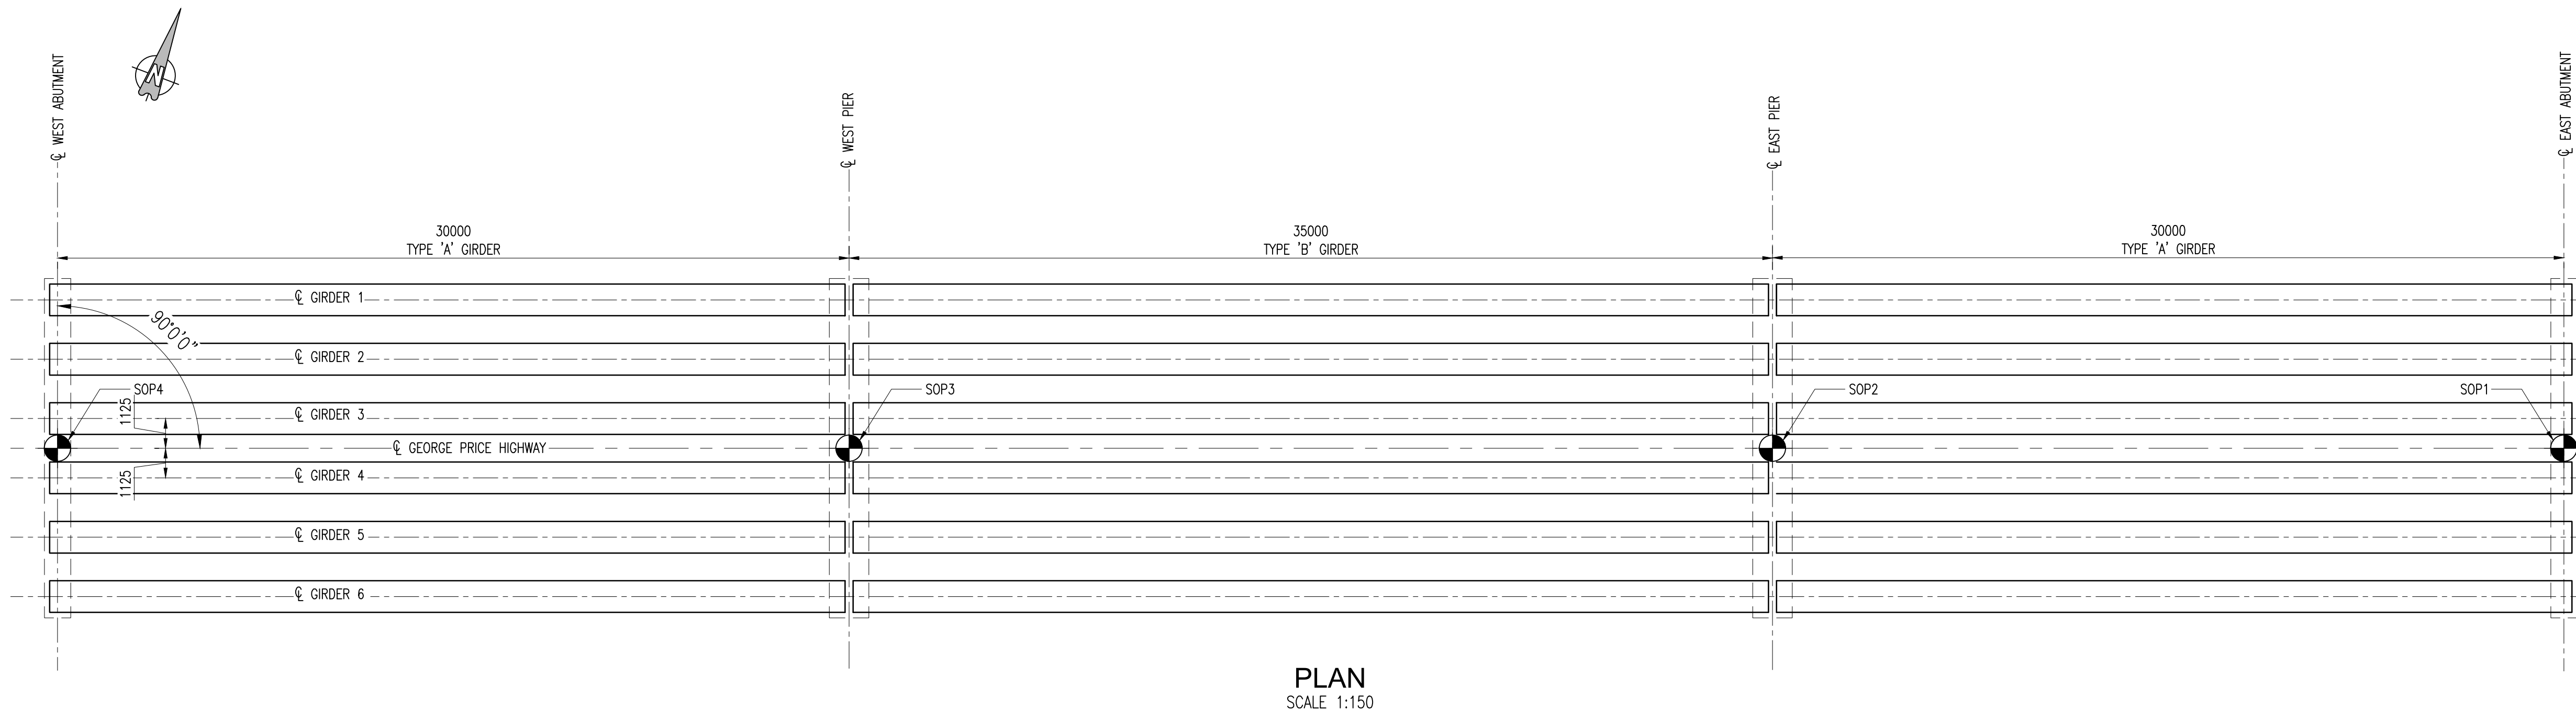 N
℄ WEST ABUTMENT
℄ WEST PIER
℄ EAST PIER
℄ EAST ABUTMENT
30000
TYPE 'A' GIRDER
35000
TYPE 'B' GIRDER
30000
TYPE 'A' GIRDER
℄ GIRDER 1
90°0'0"
℄ GIRDER 2
SOP4
SOP3
SOP2
SOP1
1125
℄ GIRDER 3
℄ GEORGE PRICE HIGHWAY
1125
℄ GIRDER 4
℄ GIRDER 5
℄ GIRDER 6
PLAN
SCALE 1:150